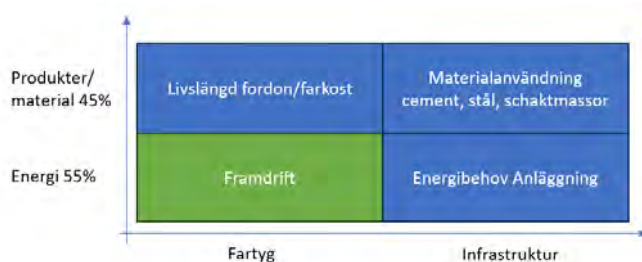 Produkter/
material 45%
Livslängd fordon/farkost
Materialanvändning
cement, stål, schaktmassor
Energi 55%
Framdrift
Energibehov Anläggning
Fartyg
Infrastruktur